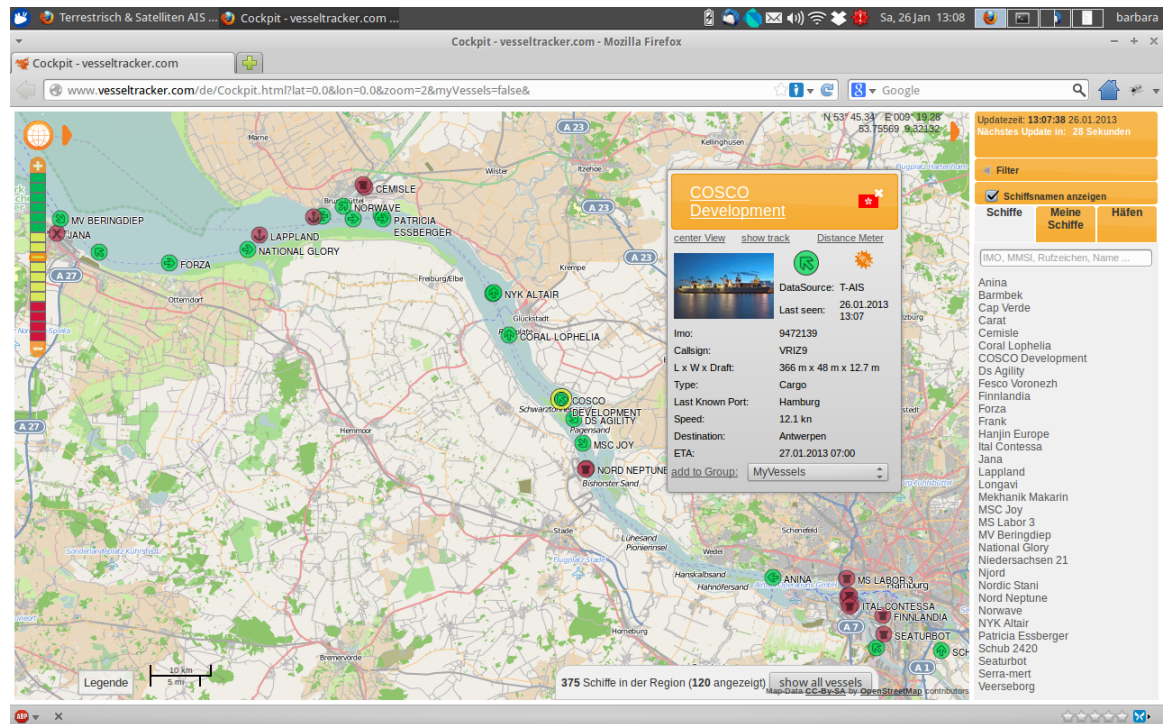 Terrestrisch & Satelliten AIS ...
Cockpit - vesseltracker.com ...
Sa, 26 Jan 13:08
barbara
Cockpit - vesseltracker.com - Mozilla Firefox
Cockpit - vesseltracker.com
www.vesseltracker.com/de/Cockpit.html?lat=0.0&lon=0.0&zoom=2&myVessels=false&
Google
N 53° 45.34' E 009° 19.28'
53.75569 9.32132
Updatezeit: 13:07:38 26.01.2013
Nächstes Update in: 28 Sekunden
Filter
Schiffsnamen anzeigen
Schiffe
Meine Schiffe
Häfen
IMO, MMSI, Rufzeichen, Name ...
Anina
Barmbek
Cap Verde
Carat
Cemisle
Coral Lophelia
COSCO Development
Ds Agility
Fesco Voronezh
Finnlandia
Forza
Frank
Hanjin Europe
Ital Contessa
Jana
Lappland
Longavi
Mekhanik Makarin
MSC Joy
MS Labor 3
MV Beringdiep
National Glory
Niedersachsen 21
Njord
Nordic Stani
Nord Neptune
Norwave
NYK Altair
Patricia Essberger
Schub 2420
Seaturbot
Serra-mert
Veerseborg
COSCO
Development
center View
show track
Distance Meter
DataSource: T-AIS
Last seen: 26.01.2013
13:07
Imo: 9472139
Callsign: VRIZ9
L x W x Draft: 366 m x 48 m x 12.7 m
Type: Cargo
Last Known Port: Hamburg
Speed: 12.1 kn
Destination: Antwerpen
ETA: 27.01.2013 07:00
add to Group: MyVessels
Marne
A 23
Kellinghusen
Wilster
Itzehoe
CEMISLE
NORWAVE
PATRICIA
ESSBERGER
A 23
MV BERINGDIEP
JANA
LAPPLAND
NATIONAL GLORY
FORZA
A 27
A 23
Krempe
Freiburg/Elbe
Otterndorf
NYK ALTAIR
Glückstadt
CORAL LOPHELIA
COSCO
DEVELOPMENT
DS AGILITY
Pagensand
A 27
Hemmoor
MSC JOY
NORD NEPTUNE
Bishorster Sand
Stade
Lühesand
Pionierinsel
Schenefeld
Wedel
Hanskalbsand
Hahnöfersand
ANINA
MS LABOR 3
Hamburg
ITAL CONTESSA
FINNLANDIA
A 7
SEATURBOT
SCH
A 1
Horneburg
Bremervörde
Legende
10 km
5 mi
375 Schiffe in der Region (120 angezeigt)
show all vessels
Map-Data CC-By-SA by OpenStreetMap contributors
ABP